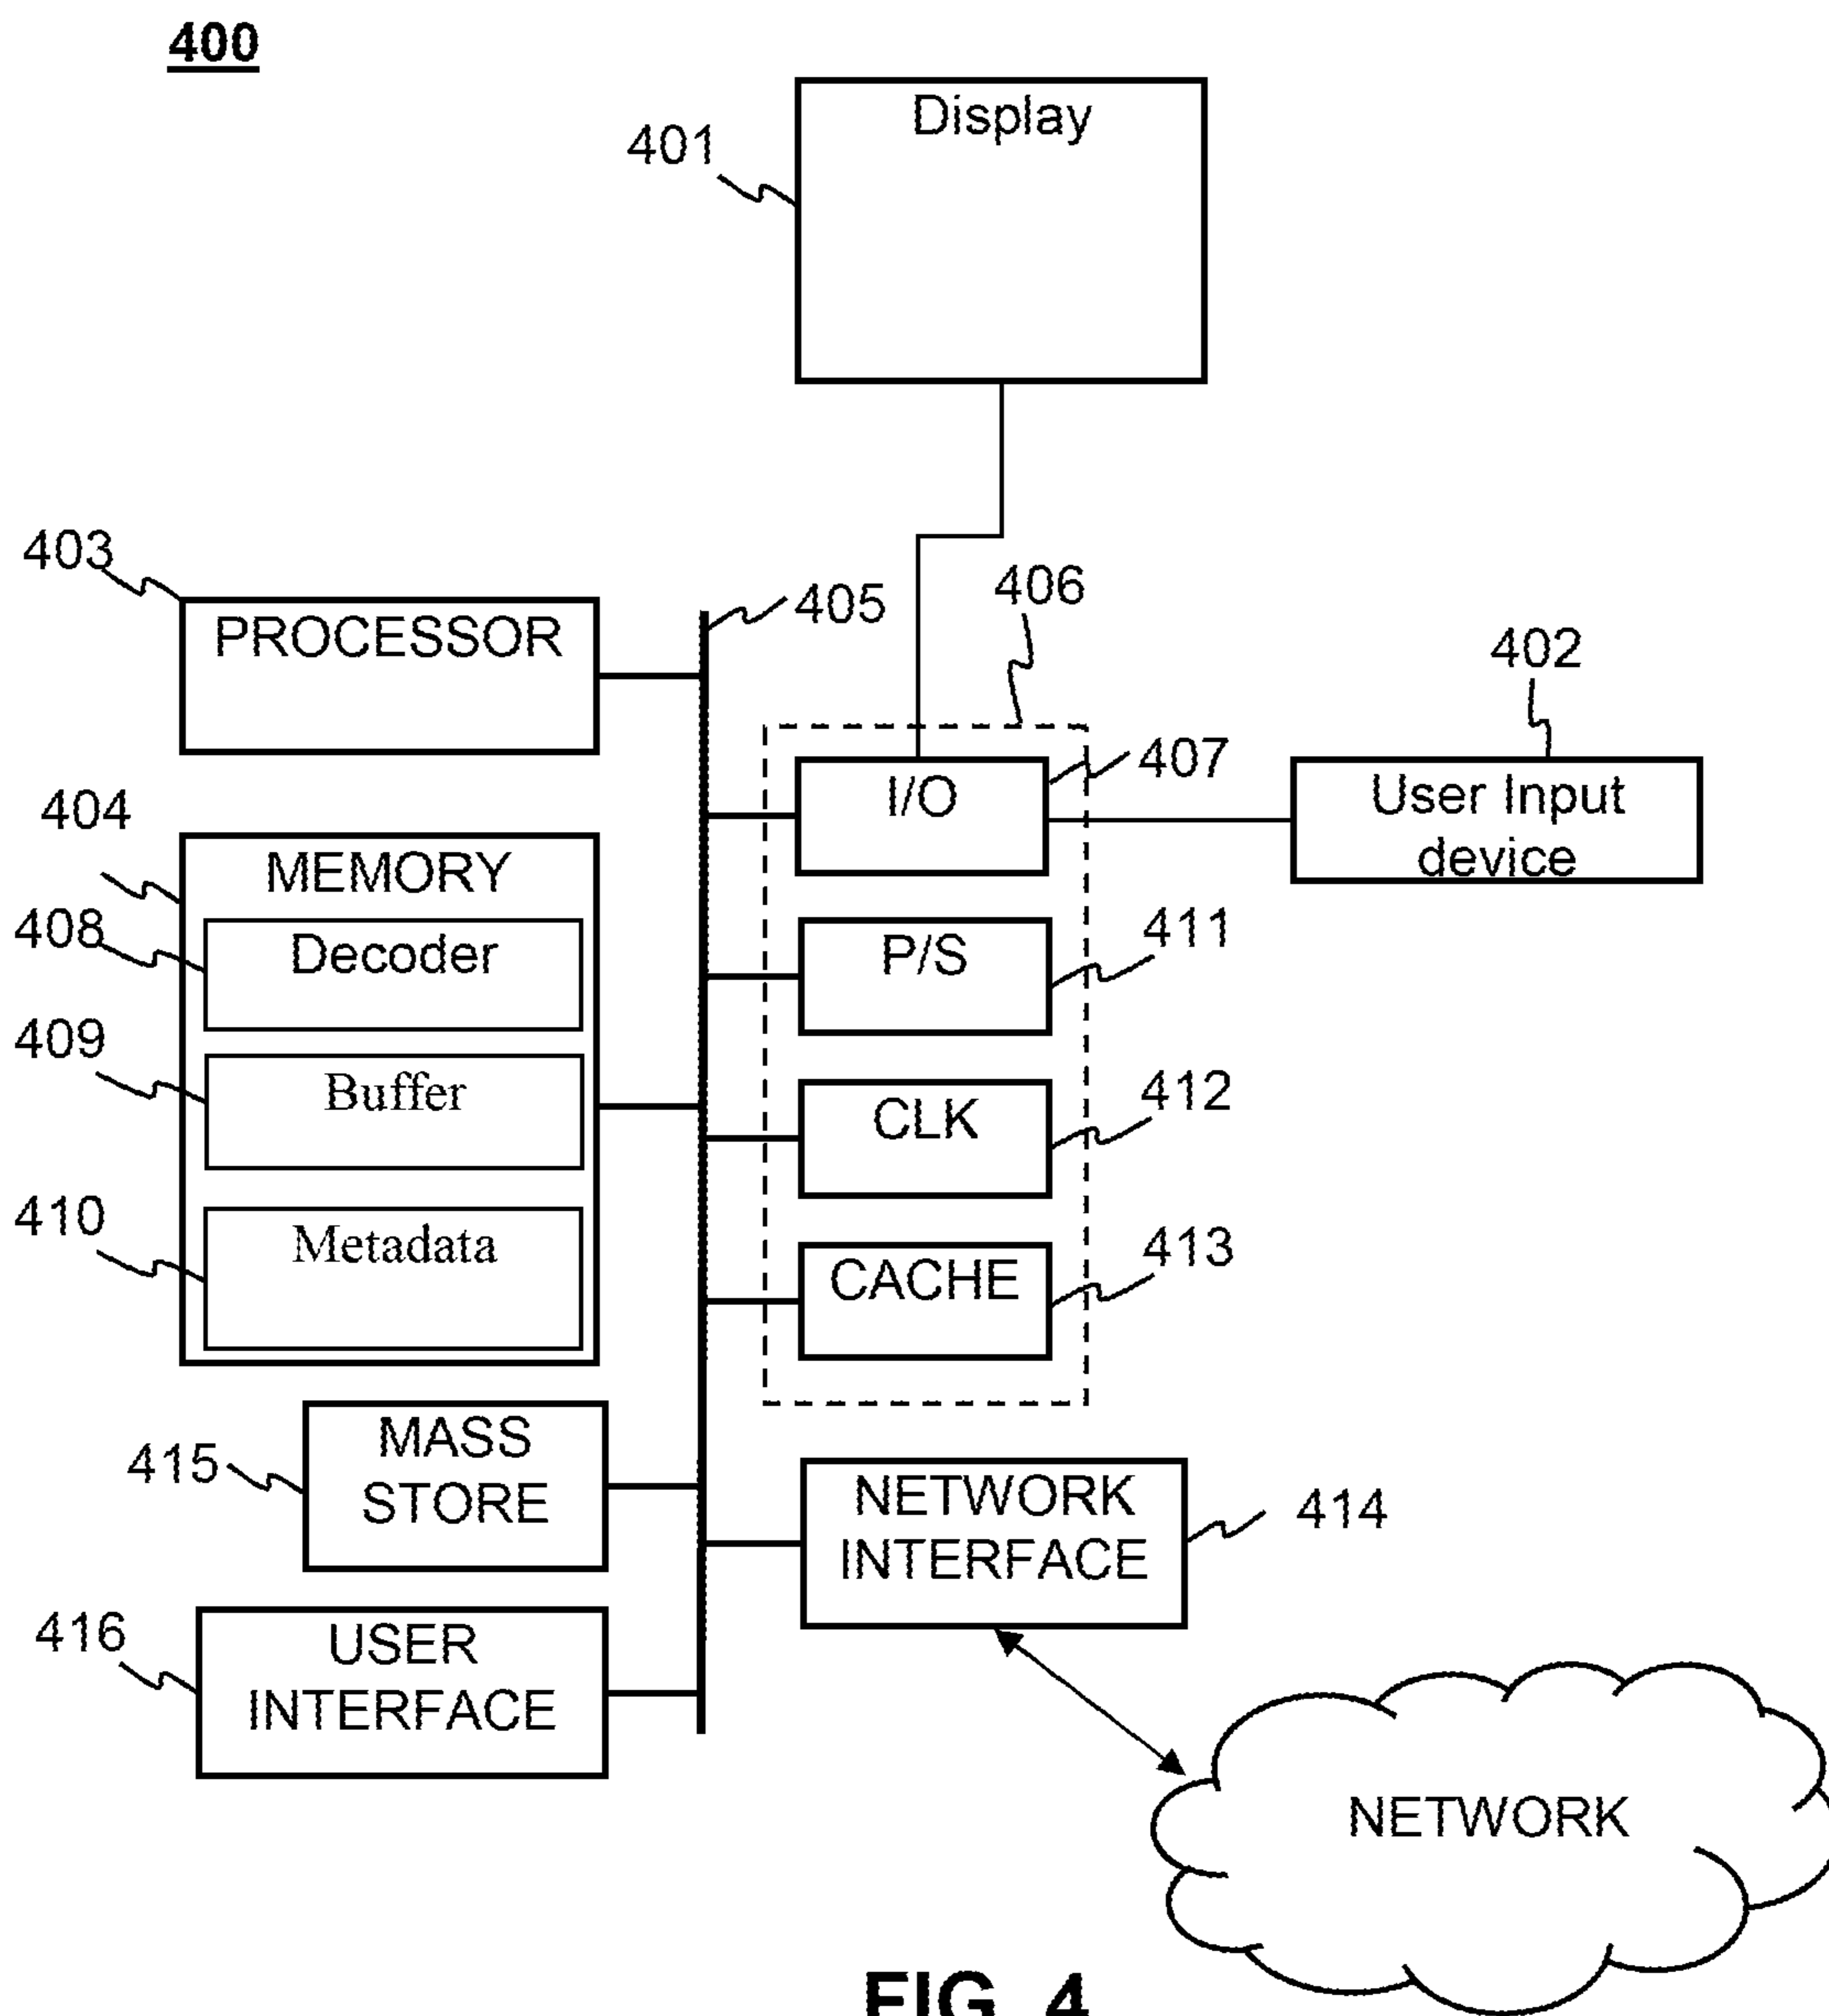 400
Display
401
403
PROCESSOR
405
406
402
I/O
407
User Input
device
404
MEMORY
408
Decoder
P/S
411
409
Buffer
CLK
412
410
Metadata
CACHE
413
415
MASS
STORE
NETWORK
INTERFACE
414
416
USER
INTERFACE
NETWORK
FIG. 4